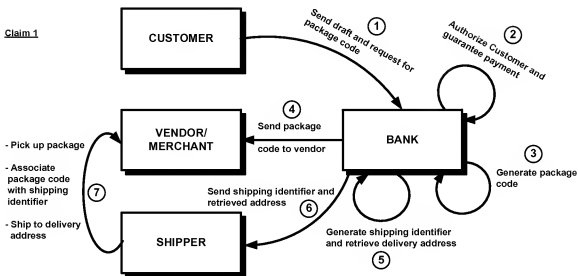 Claim 1
CUSTOMER
1
Send draft and request for
package code
2
Authorize Customer and
guarantee payment
VENDOR/
MERCHANT
4
Send package
code to vendor
BANK
3
Generate package
code
- Pick up package
- Associate
package code
with shipping
identifier
- Ship to delivery
address
7
Send shipping identifier and
retrieved address
6
SHIPPER
Generate shipping identifier
and retrieve delivery address
5